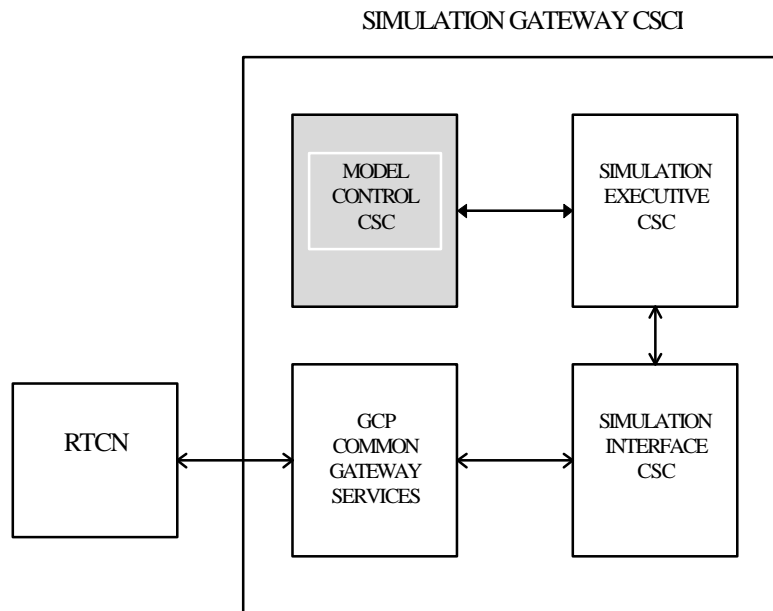 SIMULATION GATEWAY CSCI
MODEL
CONTROL
CSC
SIMULATION
EXECUTIVE
CSC
RTCN
GCP
COMMON
GATEWAY
SERVICES
SIMULATION
INTERFACE
CSC